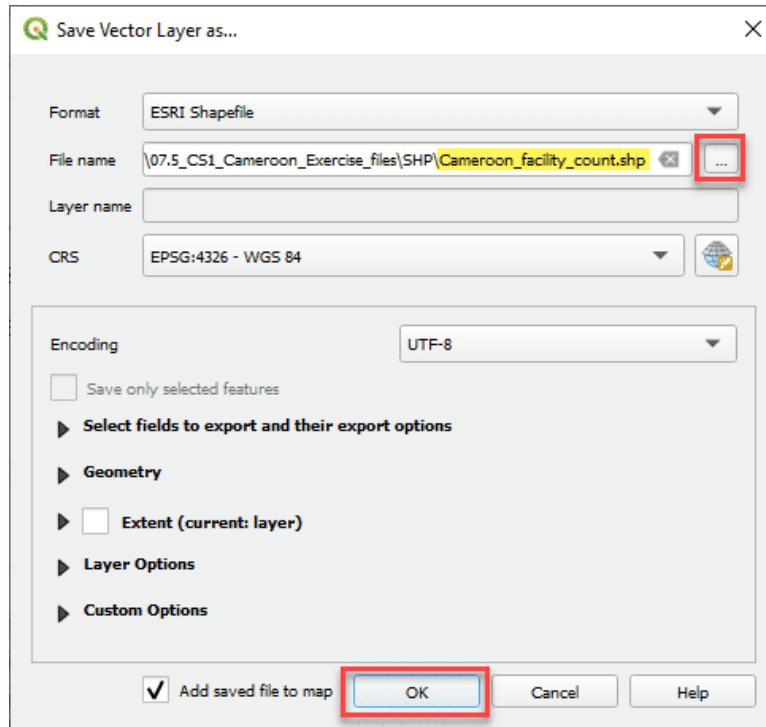 Save Vector Layer as...
Format ESRI Shapefile
File name \07.5_CS1_Cameroon_Exercise_files\SHP\Cameroon_facility_count.shp ...
Layer name
CRS EPSG:4326 - WGS 84
Encoding UTF-8
Save only selected features
Select fields to export and their export options
Geometry
Extent (current: layer)
Layer Options
Custom Options
Add saved file to map OK Cancel Help